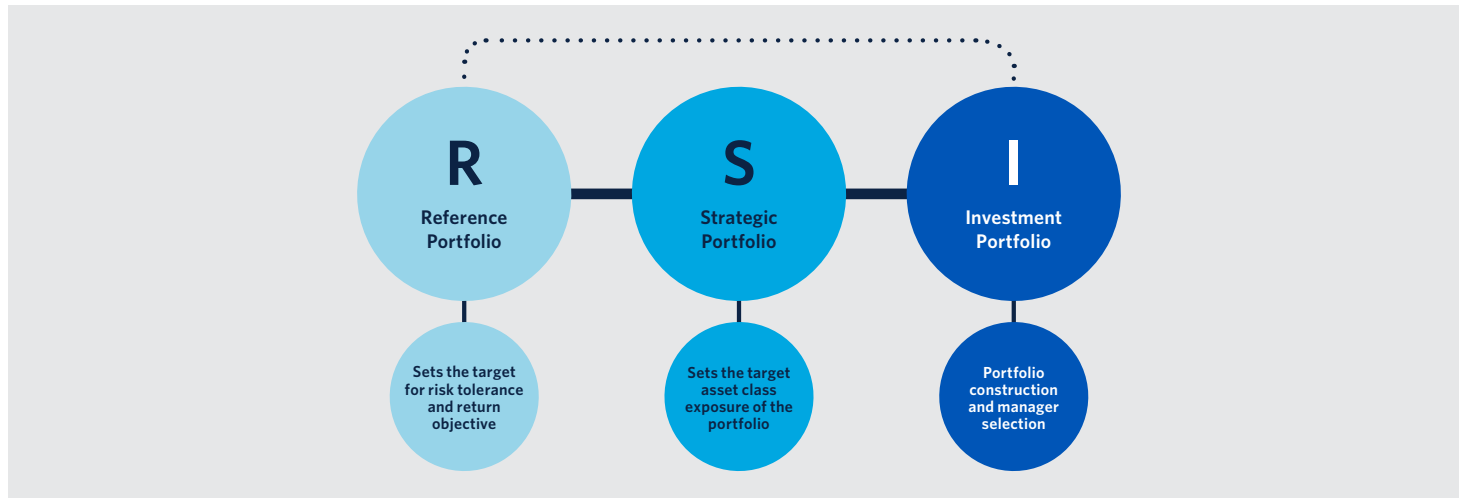 R
Reference
Portfolio
S
Strategic
Portfolio
I
Investment
Portfolio
Sets the target
for risk tolerance
and return
objective
Sets the target
asset class
exposure of the
portfolio
Portfolio
construction
and manager
selection